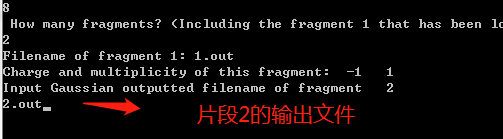 8
How many fragments? (Including the fragment 1 that has been lo
2
Filename of fragment 1: 1.out
Charge and multiplicity of this fragment: -1 1
Input Gaussian outputted filename of fragment 2
2.out
片段2的输出文件